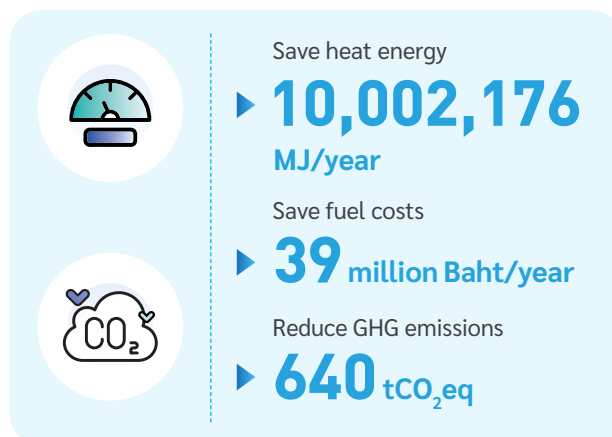 Save heat energy
10,002,176
MJ/year
Save fuel costs
39 million Baht/year
CO₂
Reduce GHG emissions
640 tCO₂eq